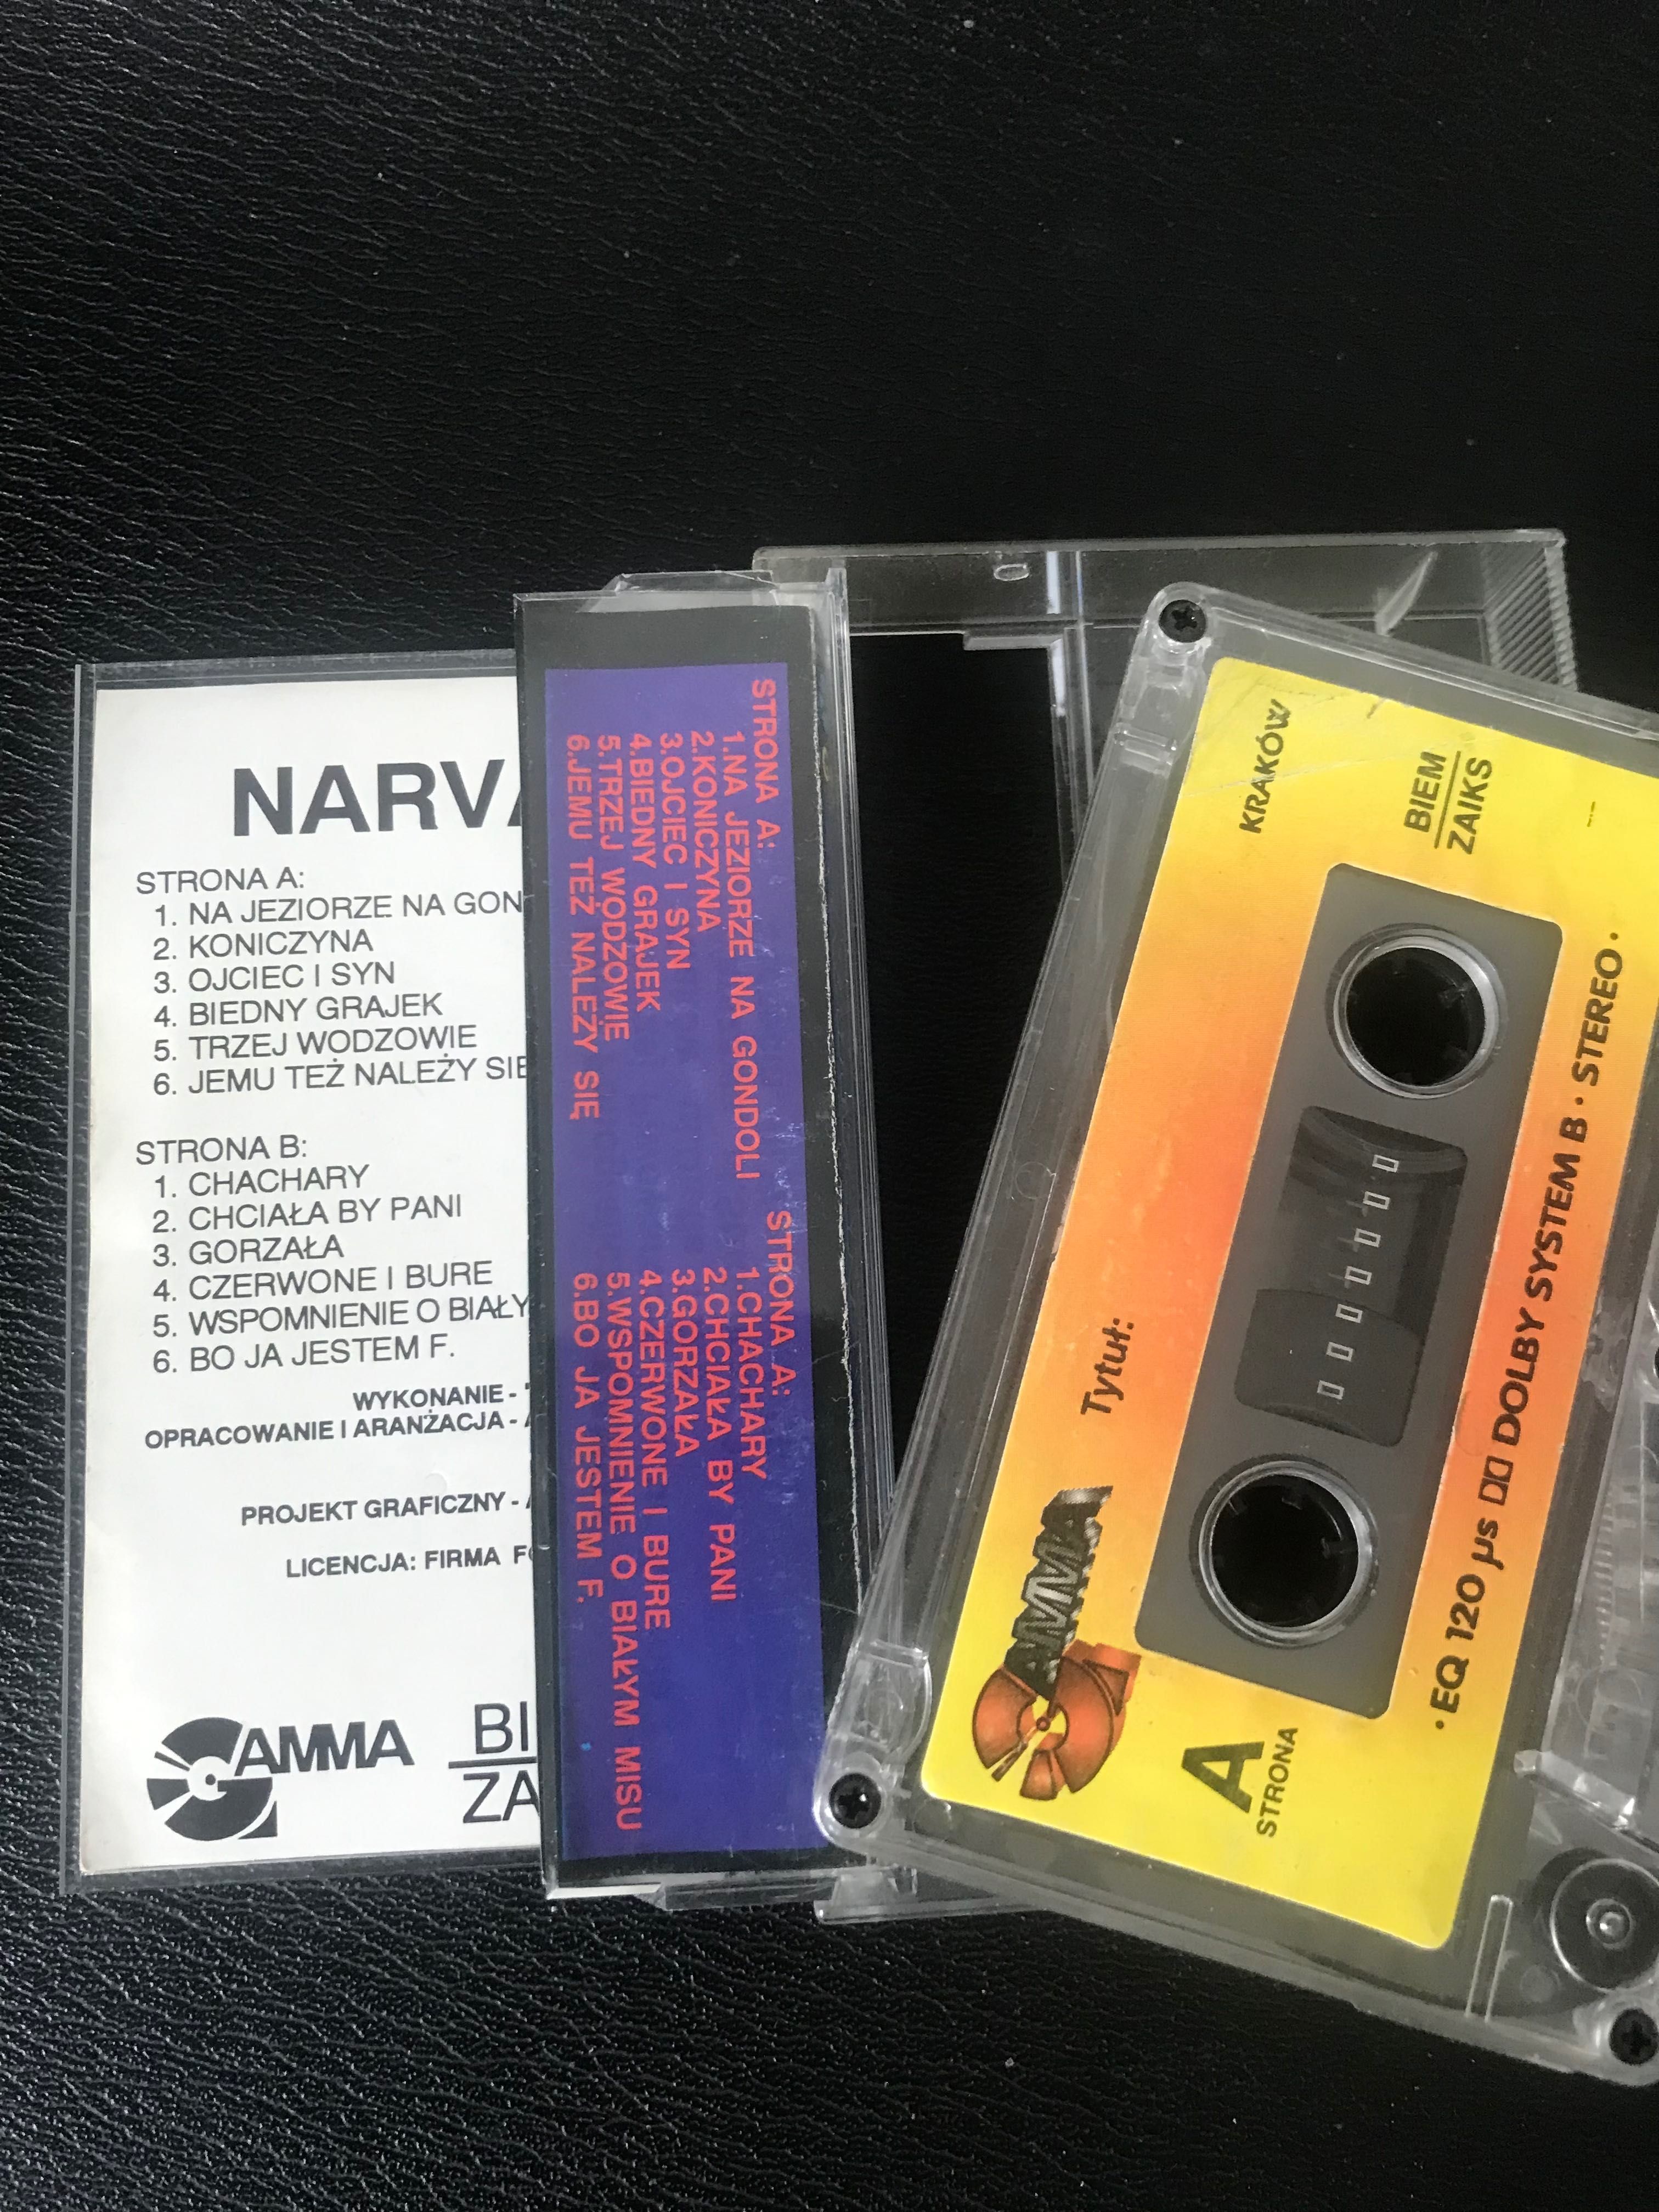 NARV
STRONA A:
1. NA JEZIORZE NA GON
2. KONICZYNA
3. OJCIEC I SYN
4. BIEDNY GRAJEK
5. TRZEJ WODZOWIE
6. JEMU TEŻ NALEŻY SIĘ
STRONA B:
1. CHACHARY
2. CHCIAŁA BY PANI
3. GORZAŁA
4. CZERWONE I BURE
5. WSPOMNIENIE O BIAŁY
6. BO JA JESTEM F.
WYKONANIE -
OPRACOWANIE I ARANŻACJA -
PROJEKT GRAFICZNY -
LICENCJA: FIRMA
GAMMA
BI
ZA
STRONA A:
1.NA JEZIORZE NA GONDOLI
2.KONICZYNA
3.OJCIEC I SYN
4.BIEDNY GRAJEK
5.TRZEJ WODZOWIE
6.JEMU TEŻ NALEŻY SIĘ
STRONA A:
1.CHACHARY
2.CHCIAŁA BY PANI
3.GORZAŁA
4.CZERWONE I BURE
5.WSPOMNIENIE O BIAŁYM MISU
6.BO JA JESTEM F.
GAMMA
Tytuł:
KRAKÓW
A
STRONA
BIEM
ZAIKS
· EQ 120 µs DOLBY SYSTEM B · STEREO ·